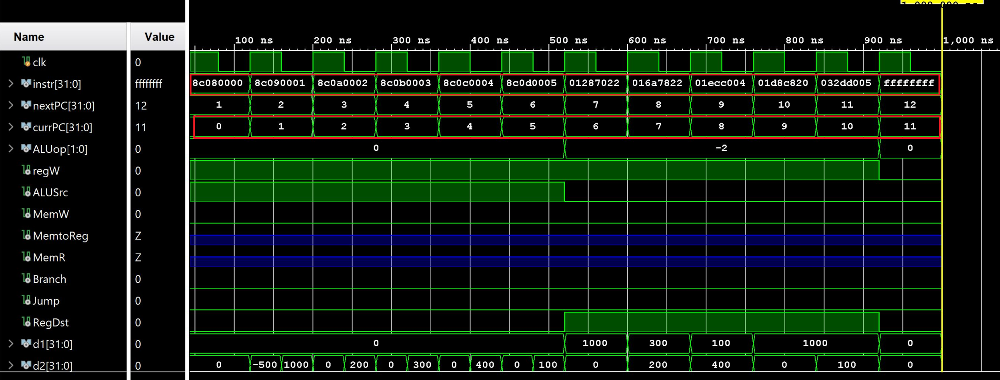 1,000.000 ns
Name Value
100 ns 200 ns 300 ns 400 ns 500 ns 600 ns 700 ns 800 ns 900 ns 1,000 ns
clk 0
instr[31:0] ffffffff 8c080000 8c090001 8c0a0002 8c0b0003 8c0c0004 8c0d0005 01287022 016a7822 01ecc004 01d8c820 032dd005 ffffffff
nextPC[31:0] 12 1 2 3 4 5 6 7 8 9 10 11 12
currPC[31:0] 11 0 1 2 3 4 5 6 7 8 9 10 11
ALUop[1:0] 0 0 -2 0
regW 0
ALUSrc 0
MemW 0
MemtoReg Z
MemR Z
Branch 0
Jump 0
RegDst 0
d1[31:0] 0 0 1000 300 100 1000 0
d2[31:0] 0 0 -500 1000 0 200 0 300 0 400 0 100 0 200 400 0 100 0